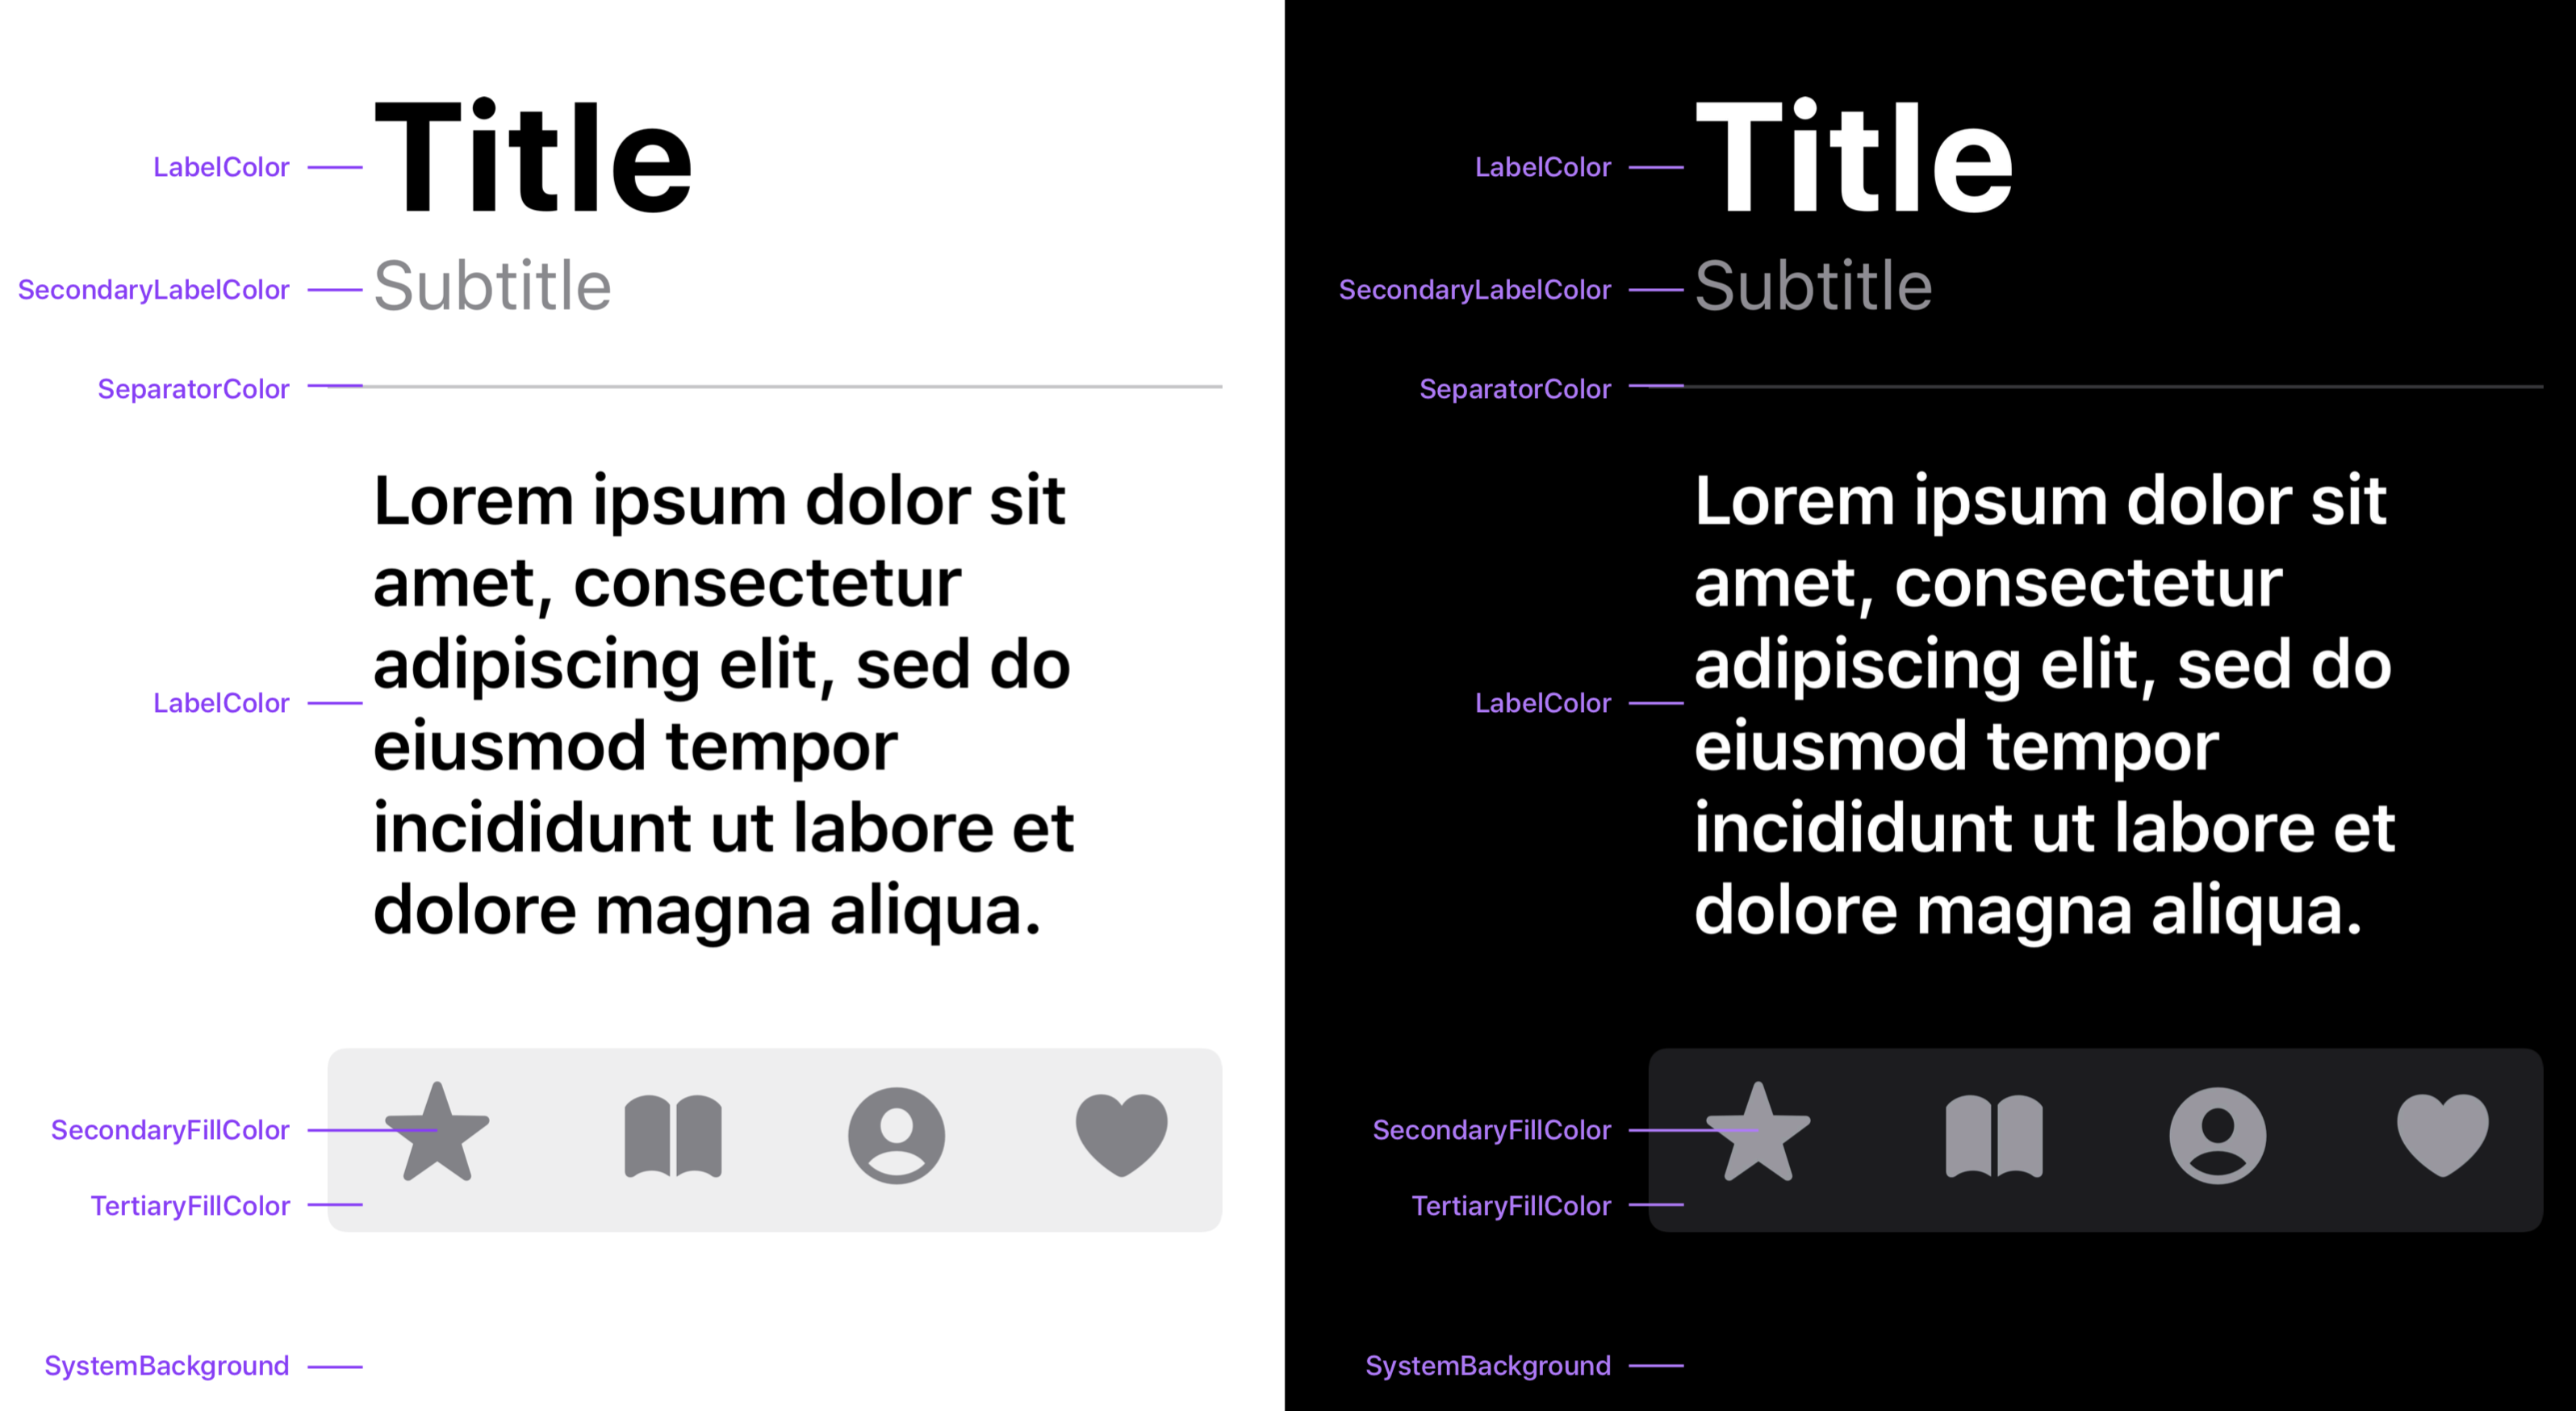 LabelColor
Title
SecondaryLabelColor
Subtitle
SeparatorColor
Lorem ipsum dolor sit
amet, consectetur
adipiscing elit, sed do
LabelColor
eiusmod tempor
incididunt ut labore et
dolore magna aliqua.
SecondaryFillColor
TertiaryFillColor
SystemBackground
LabelColor
Title
SecondaryLabelColor
Subtitle
SeparatorColor
Lorem ipsum dolor sit
amet, consectetur
adipiscing elit, sed do
LabelColor
eiusmod tempor
incididunt ut labore et
dolore magna aliqua.
SecondaryFillColor
TertiaryFillColor
SystemBackground